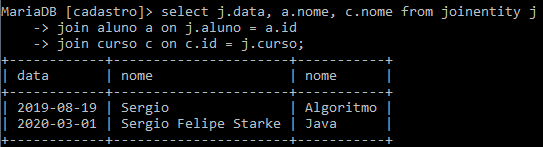 MariaDB [cadastro]> select j.data, a.nome, c.nome from joinentity j
    -> join aluno a on j.aluno = a.id
    -> join curso c on c.id = j.curso;
+------------+-----------------------+-----------+
| data       | nome                  | nome      |
+------------+-----------------------+-----------+
| 2019-08-19 | Sergio                | Algoritmo |
| 2020-03-01 | Sergio Felipe Starke  | Java      |
+------------+-----------------------+-----------+